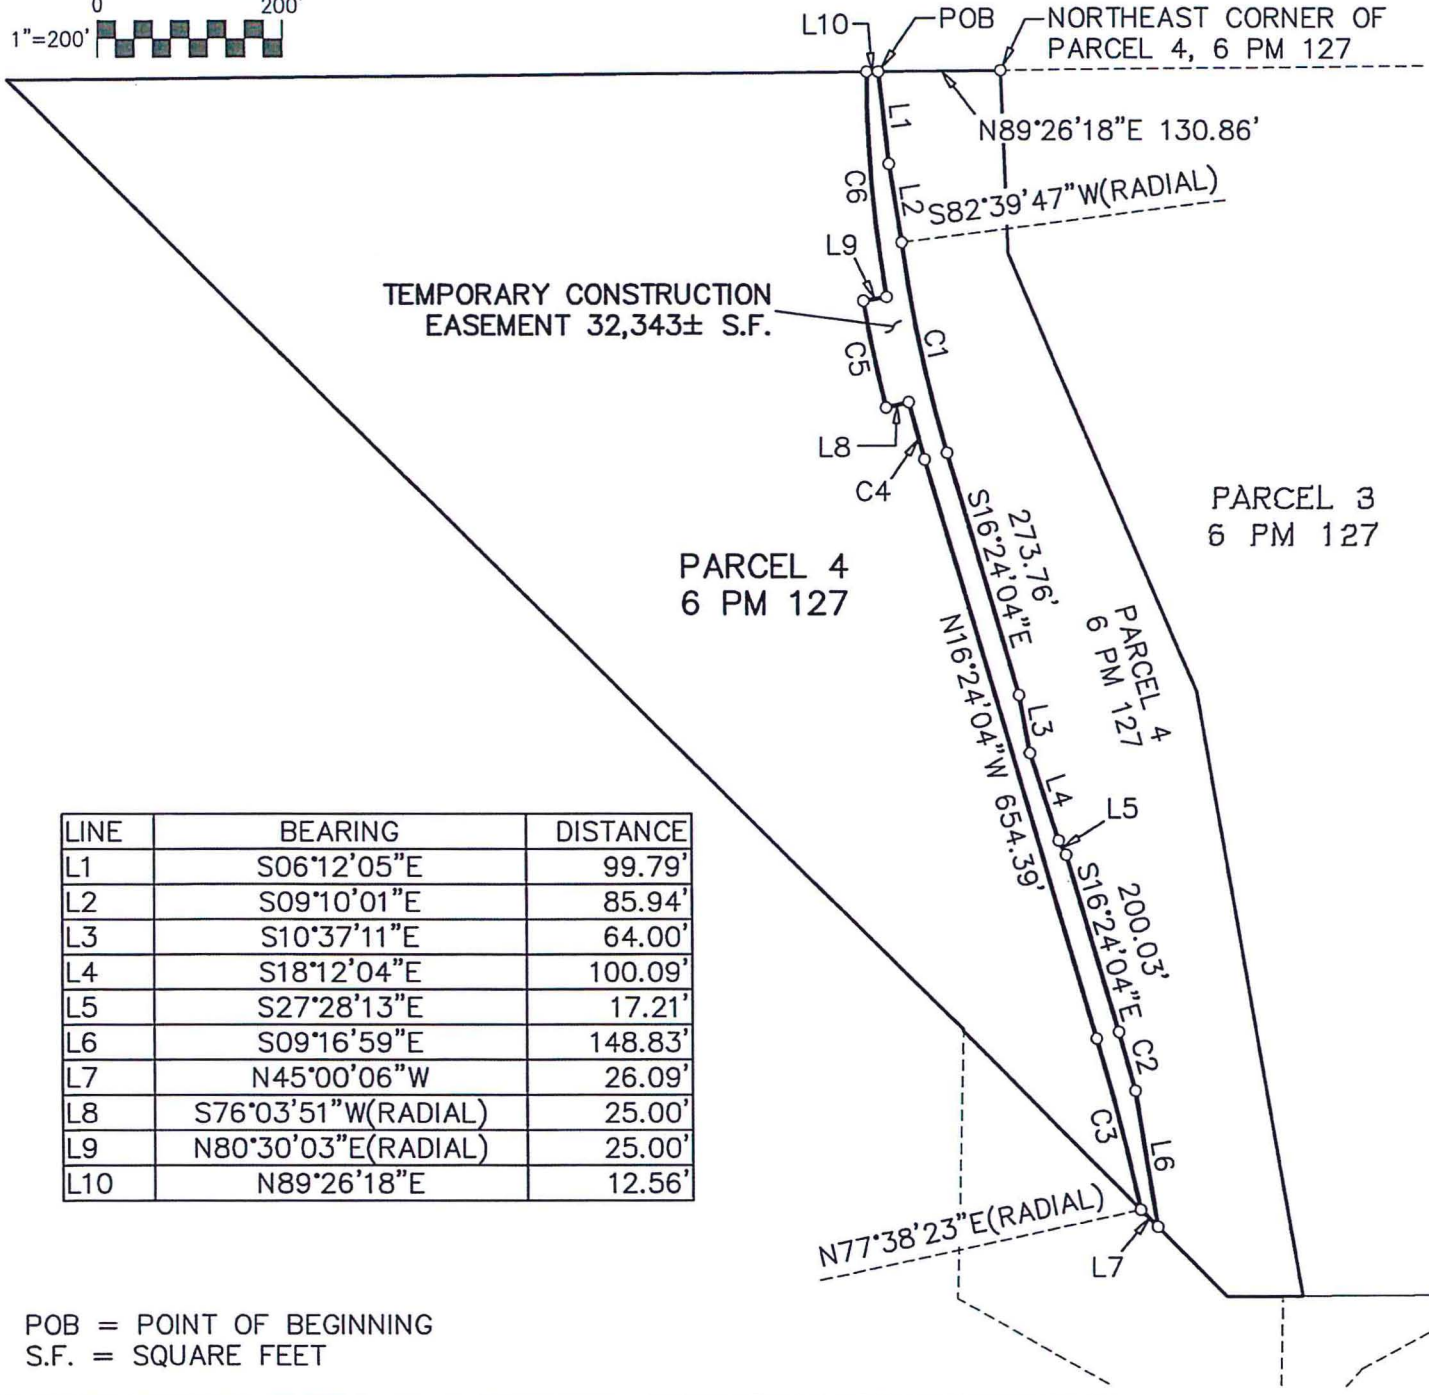 0 200'
1"=200'
L10
POB
NORTHEAST CORNER OF
PARCEL 4, 6 PM 127
L1
N89°26'18"E 130.86'
C6
L2
S82°39'47"W(RADIAL)
L9
TEMPORARY CONSTRUCTION
EASEMENT 32,343± S.F.
C1
C5
L8
C4
PARCEL 3
6 PM 127
273.76'
S16°24'04"E
PARCEL 4
6 PM 127
N16°24'04"W 654.39'
PARCEL 4
6 PM 127
L3
L4
L5
200.03'
S16°24'04"E
C2
C3
L6
N77°38'23"E(RADIAL)
L7
LINE BEARING DISTANCE
L1 S06°12'05"E 99.79'
L2 S09°10'01"E 85.94'
L3 S10°37'11"E 64.00'
L4 S18°12'04"E 100.09'
L5 S27°28'13"E 17.21'
L6 S09°16'59"E 148.83'
L7 N45°00'06"W 26.09'
L8 S76°03'51"W(RADIAL) 25.00'
L9 N80°30'03"E(RADIAL) 25.00'
L10 N89°26'18"E 12.56'
POB = POINT OF BEGINNING
S.F. = SQUARE FEET